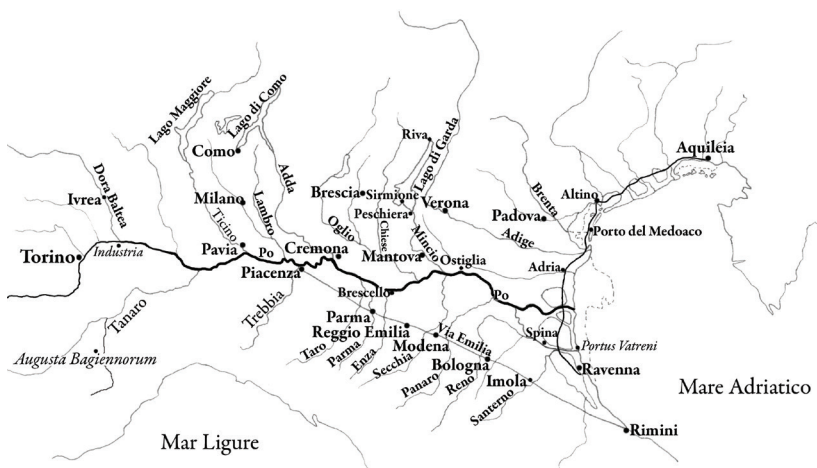 Lago Maggiore
Lago di Como
Como
Adda
Riva
Lago di Garda
Aquileia
Dora Baltea
Ivrea
Milano
Lambro
Ticino
Brescia
Sirmione
Verona
Peschiera
Brenta
Altino
Padova
Porto del Medoaco
Oglio
Chiese
Mincio
Adige
Torino
Industria
Pavia
Po
Cremona
Mantova
Ostiglia
Adria
Piacenza
Brescello
Po
Trebbia
Tanaro
Parma
Reggio Emilia
Via Emilia
Spina
Portus Vatreni
Augusta Bagiennorum
Taro
Parma
Enza
Secchia
Modena
Bologna
Panaro
Reno
Imola
Santerno
Ravenna
Mare Adriatico
Mar Ligure
Rimini